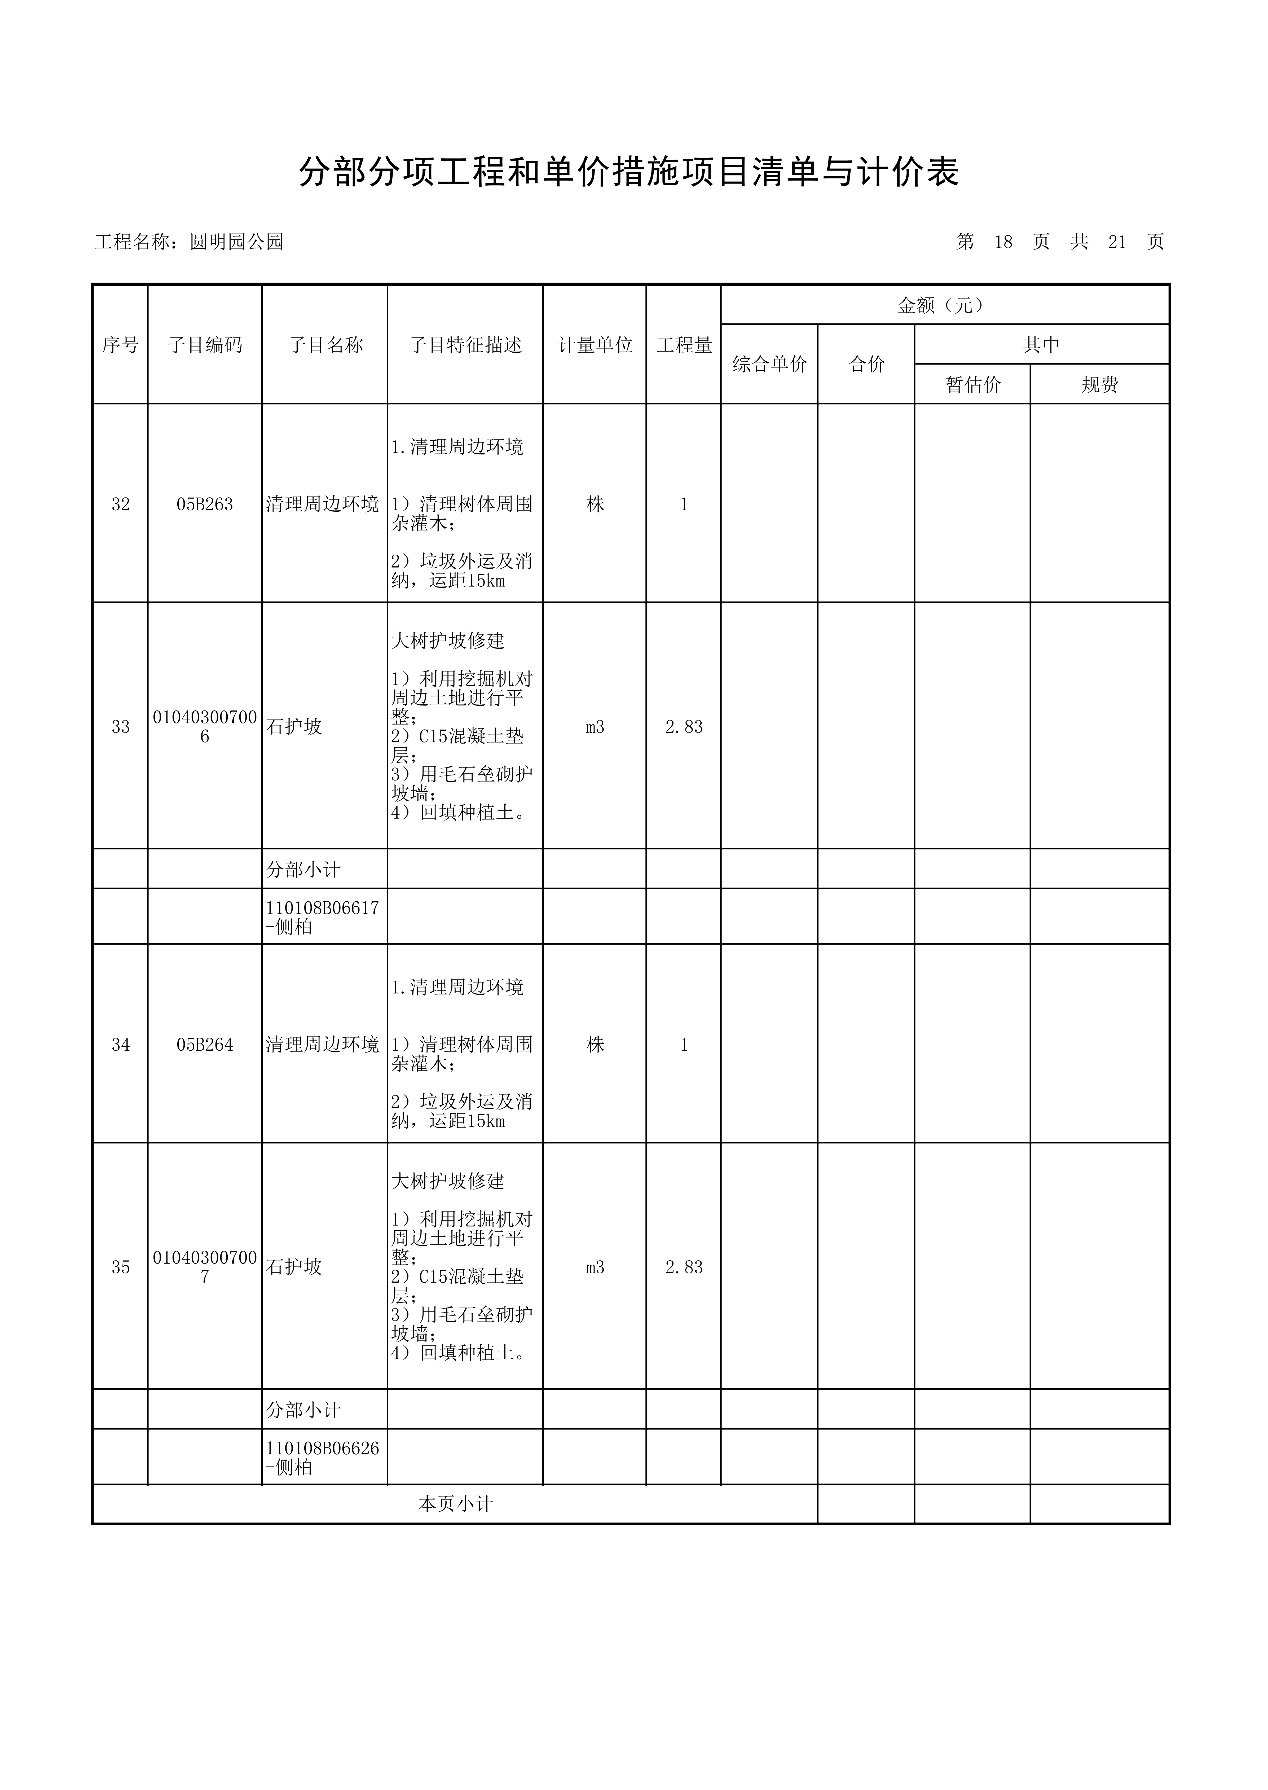 分部分项工程和单价措施项目清单与计价表
工程名称：圆明园公园
第 18 页 共 21 页
序号 子目编码 子目名称 子目特征描述 计量单位 工程量 金额（元）
综合单价 合价 其中
暂估价 规费
32 05B263 清理周边环境 株 1
1.清理周边环境
1）清理树体周围
杂灌木；
2）垃圾外运及消
纳，运距15km
33 01040300700
6
石护坡 m3 2.83
大树护坡修建
1）利用挖掘机对
周边土地进行平
整；
2）C15混凝土垫
层；
3）用毛石垒砌护
坡墙；
4）回填种植土。
分部小计
110108B06617
-侧柏
34 05B264 清理周边环境 株 1
1.清理周边环境
1）清理树体周围
杂灌木；
2）垃圾外运及消
纳，运距15km
35 01040300700
7
石护坡 m3 2.83
大树护坡修建
1）利用挖掘机对
周边土地进行平
整；
2）C15混凝土垫
层；
3）用毛石垒砌护
坡墙；
4）回填种植土。
分部小计
110108B06626
-侧柏
本页小计